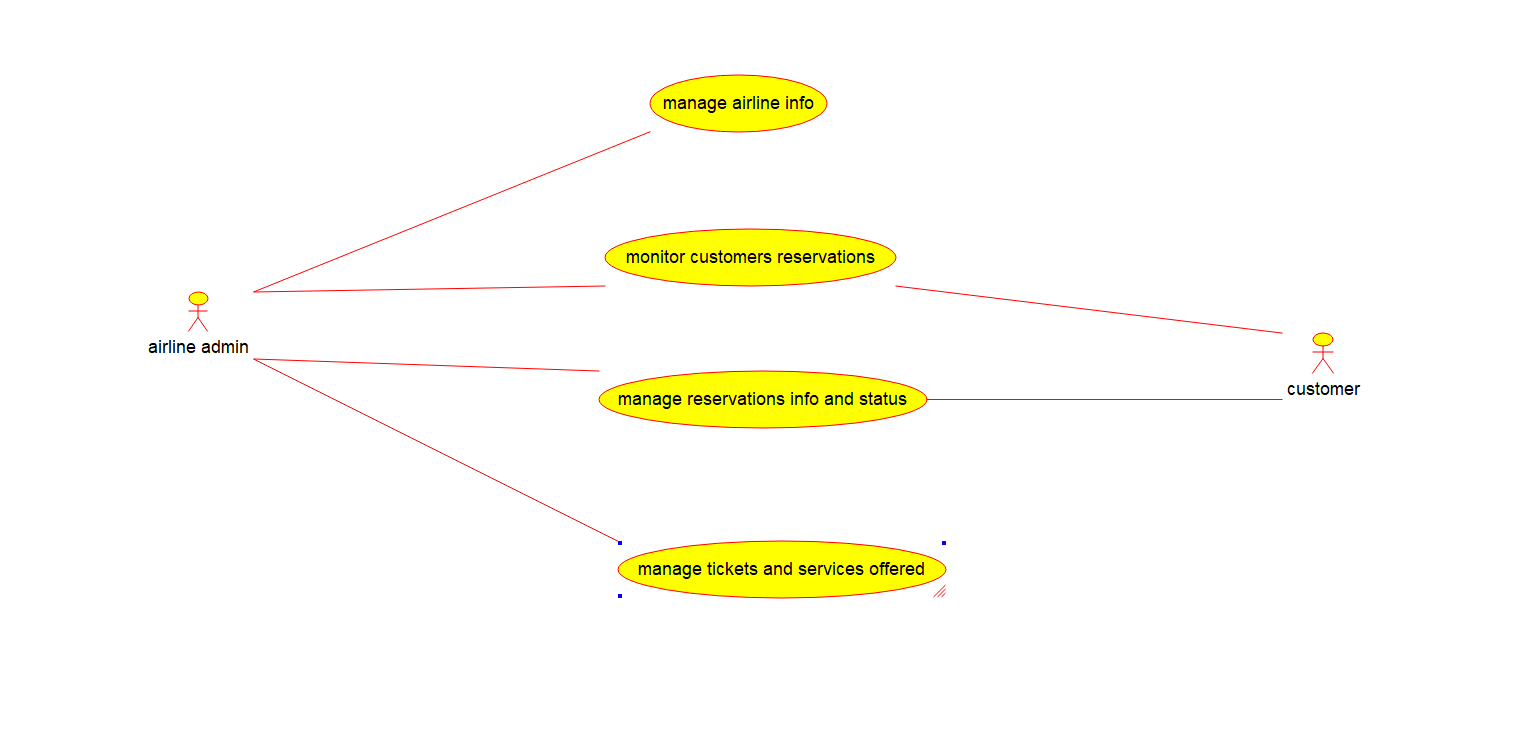 manage airline info
monitor customers reservations
airline admin
customer
manage reservations info and status
manage tickets and services offered